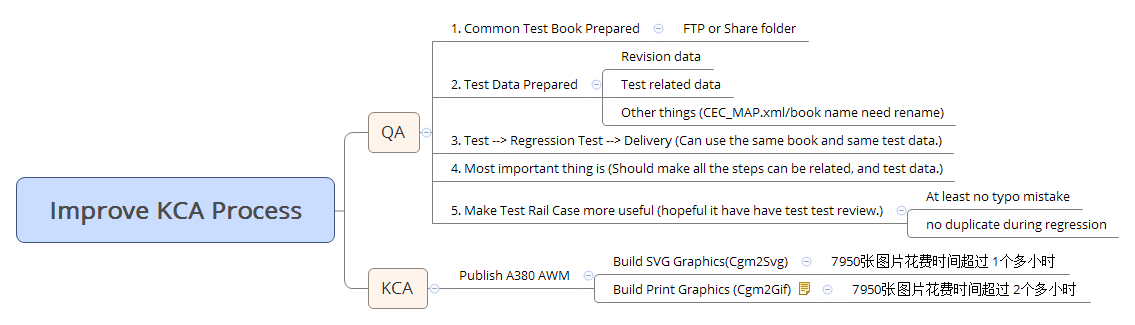 Improve KCA Process
QA
1. Common Test Book Prepared
FTP or Share folder
2. Test Data Prepared
Revision data
Test related data
Other things (CEC_MAP.xml/book name need rename)
3. Test --> Regression Test --> Delivery (Can use the same book and same test data.)
4. Most important thing is (Should make all the steps can be related, and test data.)
5. Make Test Rail Case more useful (hopeful it have have test test review.)
At least no typo mistake
no duplicate during regression
KCA
Publish A380 AWM
Build SVG Graphics(Cgm2Svg)
7950张图片花费时间超过 1个多小时
Build Print Graphics (Cgm2Gif)
7950张图片花费时间超过 2个多小时